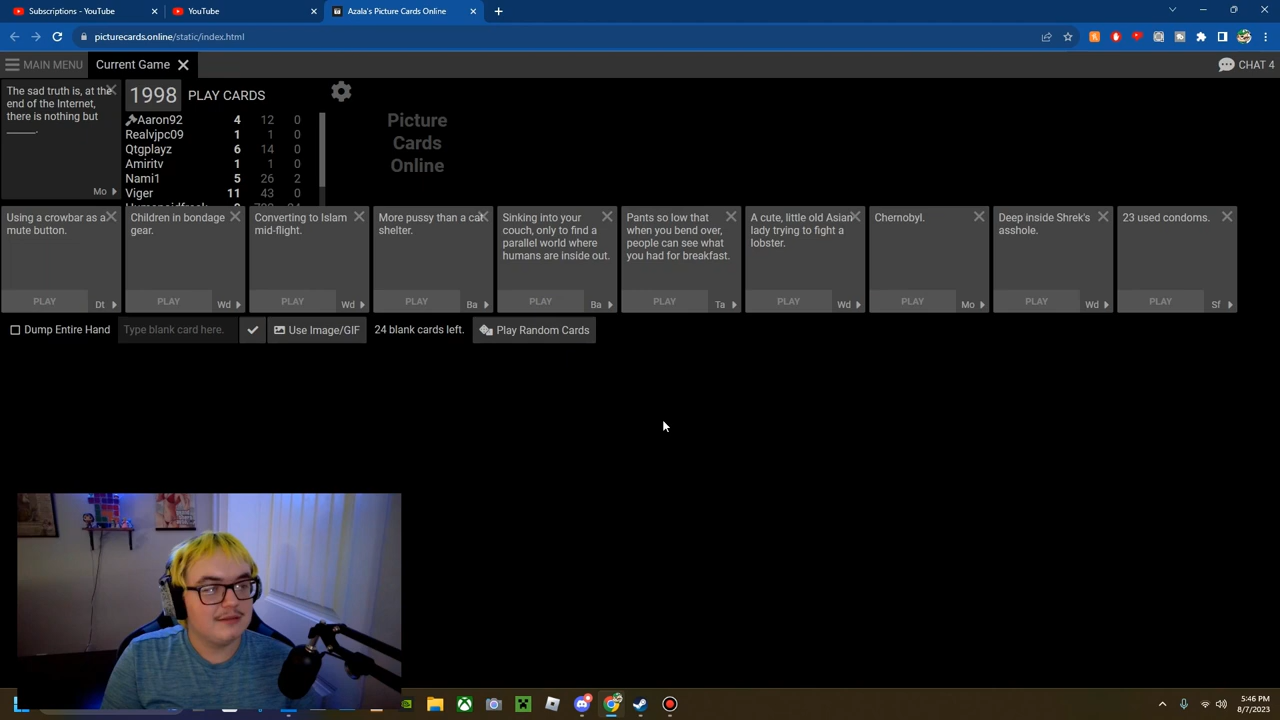 Subscriptions - YouTube
YouTube
Azala's Picture Cards Online
picturecards.online/static/index.html
MAIN MENU
Current Game
CHAT 4
The sad truth is, at the
end of the Internet,
there is nothing but
______.
Mo
1998 PLAY CARDS
Aaron92 4 12 0
Realvjpc09 1 1 0
Qtgplayz 6 14 0
Amiritv 1 1 0
Nami1 5 26 2
Viger 11 43 0
Picture
Cards
Online
Using a crowbar as a
mute button.
PLAY
Dt
Children in bondage
gear.
PLAY
Wd
Converting to Islam
mid-flight.
PLAY
Wd
More pussy than a cat
shelter.
PLAY
Ba
Sinking into your
couch, only to find a
parallel world where
humans are inside out.
PLAY
Ba
Pants so low that
when you bend over,
people can see what
you had for breakfast.
PLAY
Ta
A cute, little old Asian
lady trying to fight a
lobster.
PLAY
Wd
Chernobyl.
PLAY
Mo
Deep inside Shrek's
asshole.
PLAY
Wd
23 used condoms.
PLAY
Sf
Dump Entire Hand
Type blank card here.
Use Image/GIF
24 blank cards left.
Play Random Cards
5:46 PM
8/7/2023